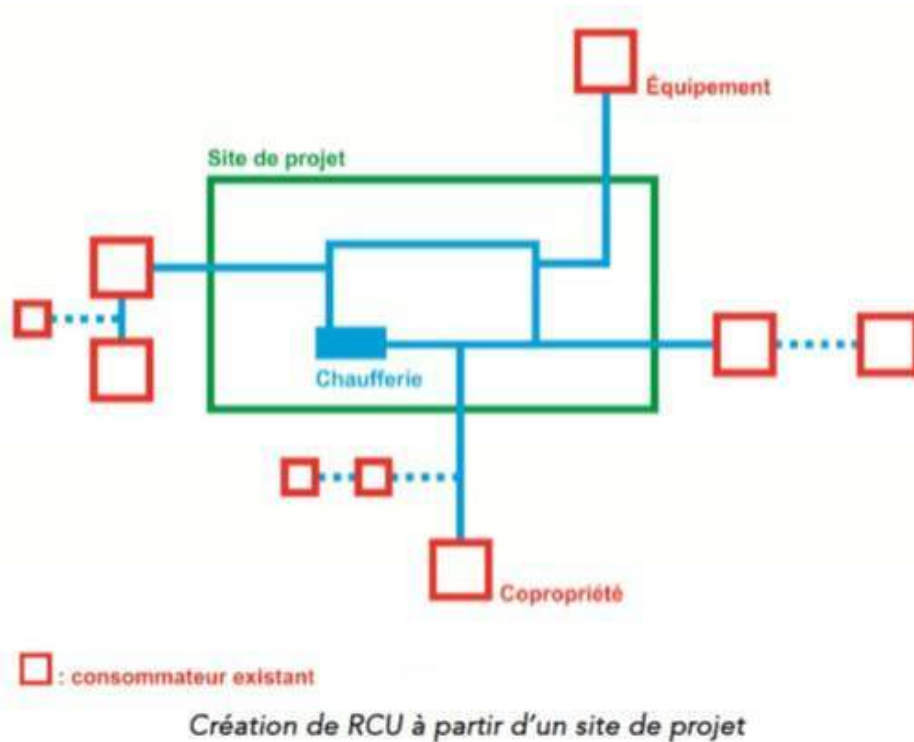 Équipement
Site de projet
Chaufferie
Copropriété
: consommateur existant
Création de RCU à partir d'un site de projet